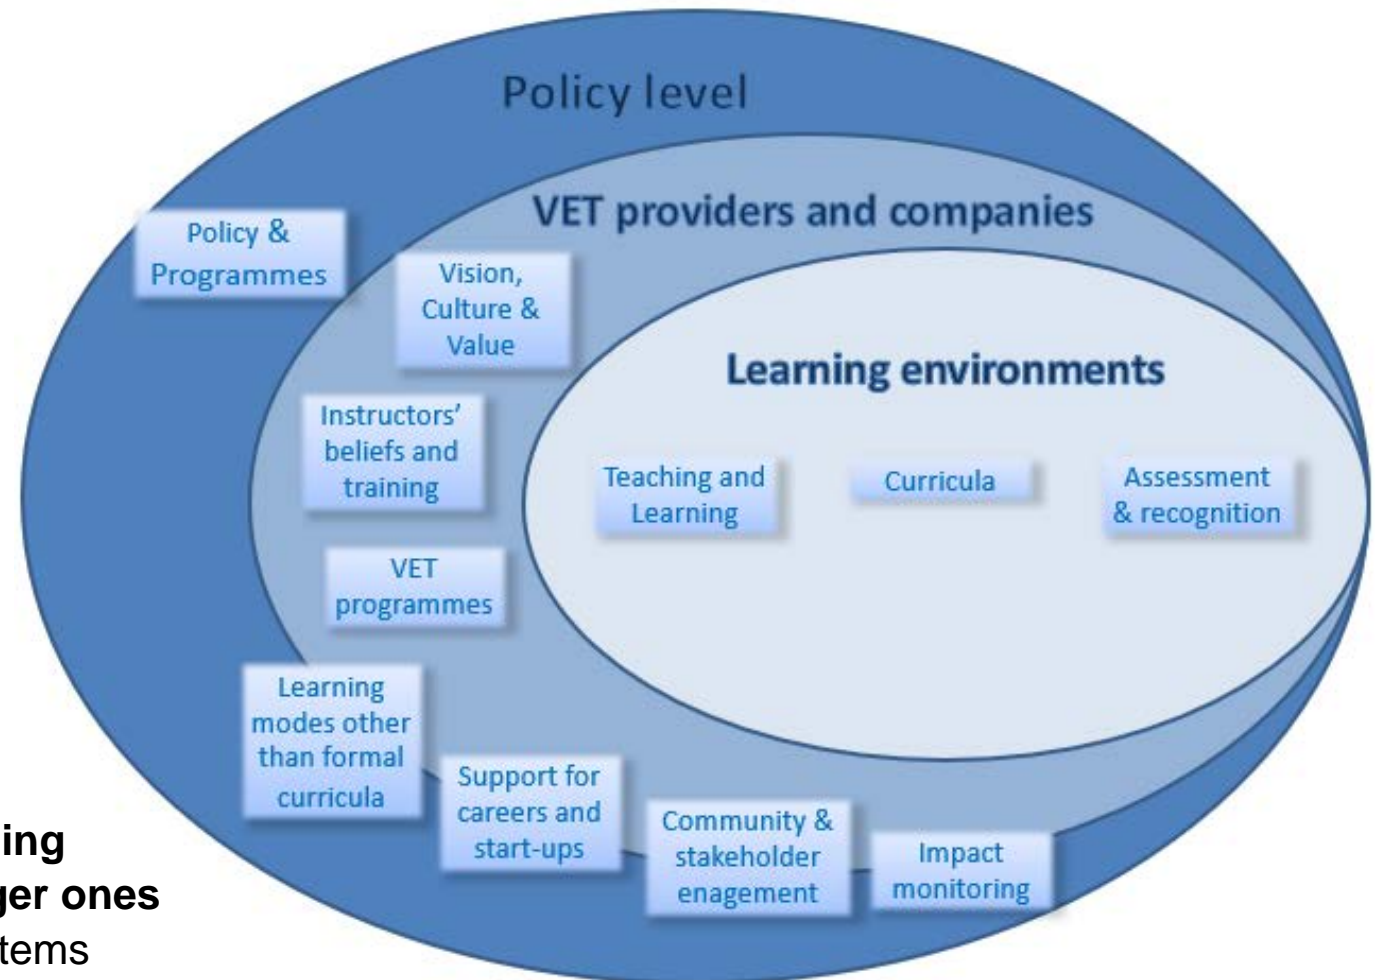 Policy level
VET providers and companies
Policy &
Programmes
Vision,
Culture &
Value
Learning environments
Instructors’
beliefs and
training
Teaching and
Learning
Curricula
Assessment
& recognition
VET
programmes
Learning
modes other
than formal
curricula
Support for
careers and
start-ups
Community &
stakeholder
enagement
Impact
monitoring
ing
ger ones
tems